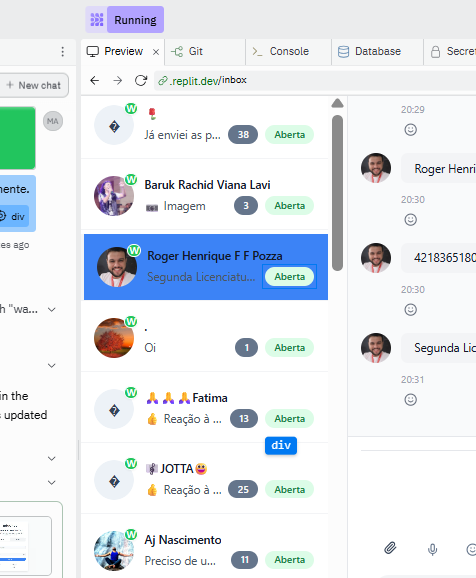 Running
Preview
Git
Console
Database
Secre
.replit.dev/inbox
+ New chat
MA
nente.
div
es ago
h "wa...
in the
s updated
Já enviei as p...
38
Aberta
Baruk Rachid Viana Lavi
Imagem
3
Aberta
Roger Henrique F F Pozza
Segunda Licenciatu...
Aberta
.
Oi
1
Aberta
🙏🙏🙏Fatima
👍 Reação à ...
13
Aberta
div
🎼JOTTA😃
👍 Reação à ...
25
Aberta
Aj Nascimento
Preciso de u...
11
Aberta
20:29
Roger Henri
20:30
4218365180
20:30
Segunda Lic
20:31